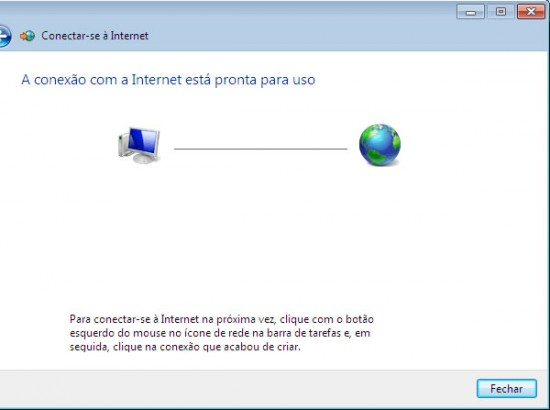 Conectar-se à Internet
A conexão com a Internet está pronta para uso
Para conectar-se à Internet na próxima vez, clique com o botão
esquerdo do mouse no ícone de rede na barra de tarefas e, em
seguida, clique na conexão que acabou de criar.
Fechar